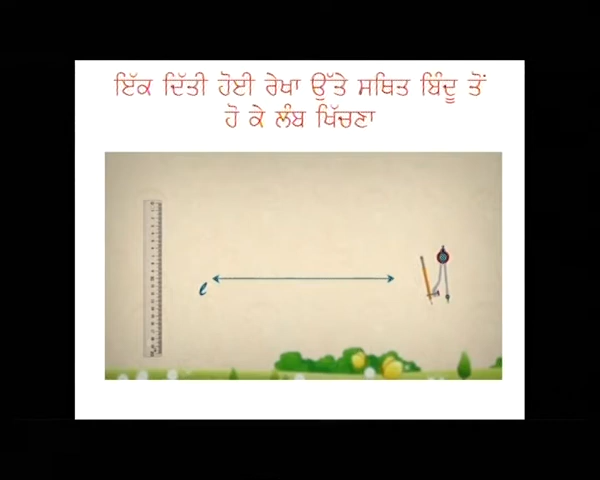 ਇੱਕ ਦਿੱਤੀ ਹੋਈ ਰੇਖਾ ਉੱਤੇ ਸਥਿਤ ਬਿੰਦੂ ਤੋਂ
ਹੋ ਕੇ ਲੰਬ ਖਿੱਚਣਾ
ℓ